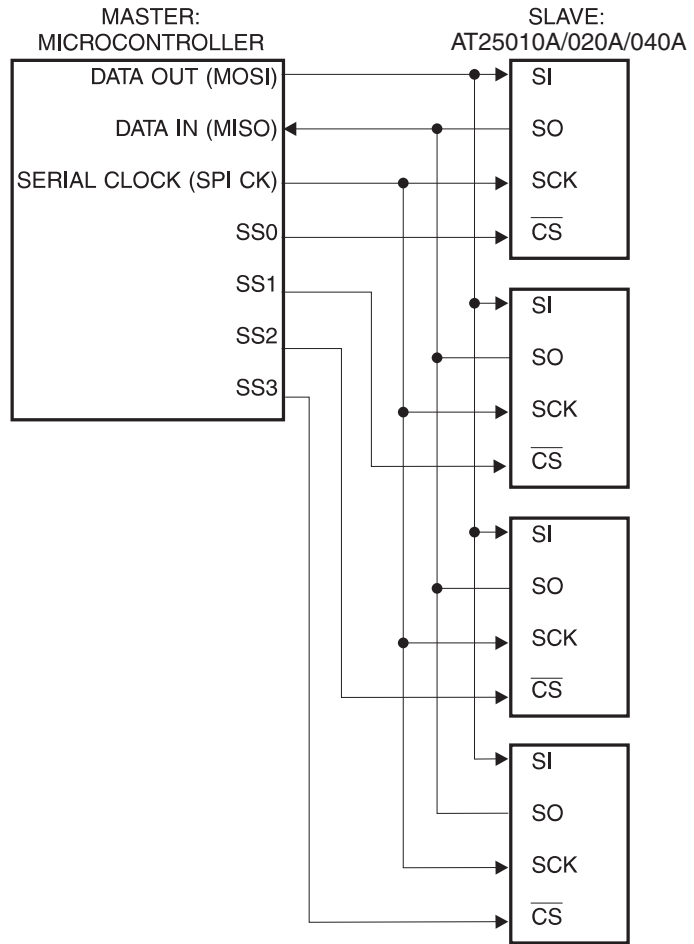 MASTER:
MICROCONTROLLER
DATA OUT (MOSI)
DATA IN (MISO)
SERIAL CLOCK (SPI CK)
SS0
SS1
SS2
SS3
SLAVE:
AT25010A/020A/040A
SI
SO
SCK
CS
SI
SO
SCK
CS
SI
SO
SCK
CS
SI
SO
SCK
CS